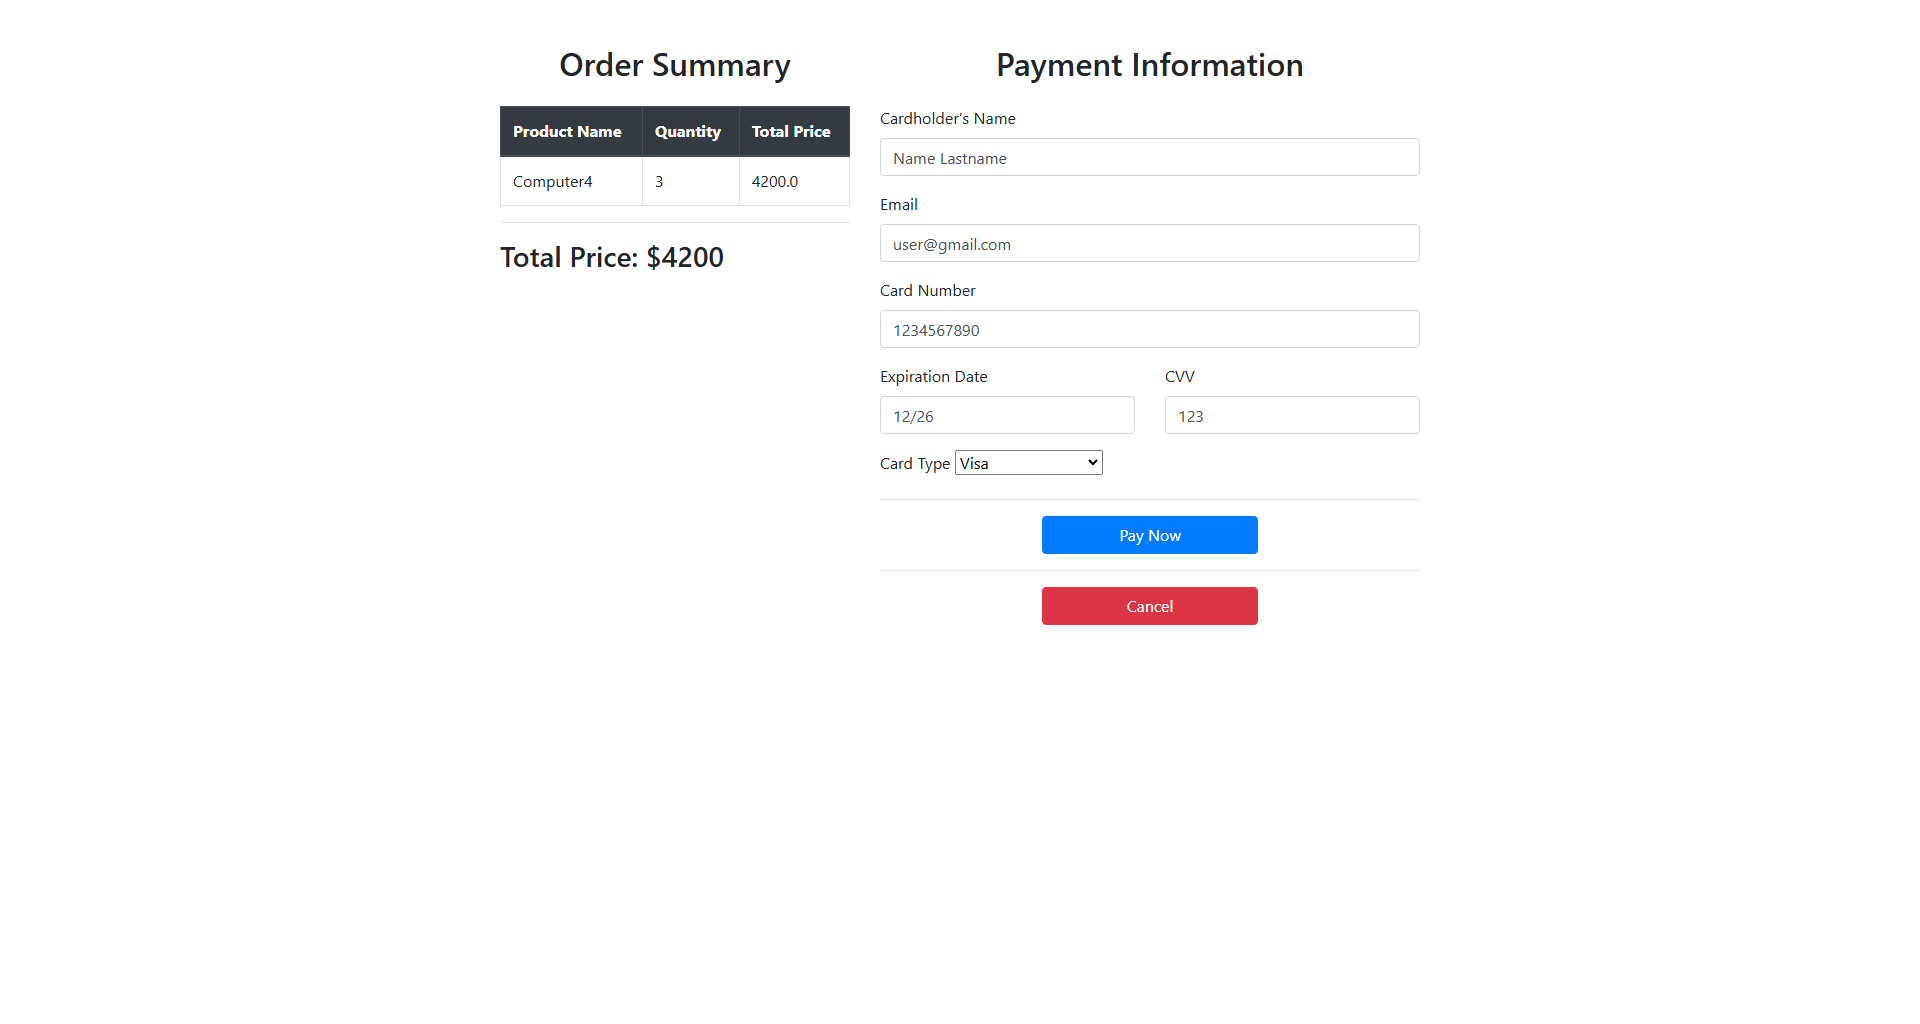 Order Summary
Product Name Quantity Total Price
Computer4 3 4200.0
Total Price: $4200
Payment Information
Cardholder's Name
Name Lastname
Email
user@gmail.com
Card Number
1234567890
Expiration Date CVV
12/26 123
Card Type Visa
Pay Now
Cancel